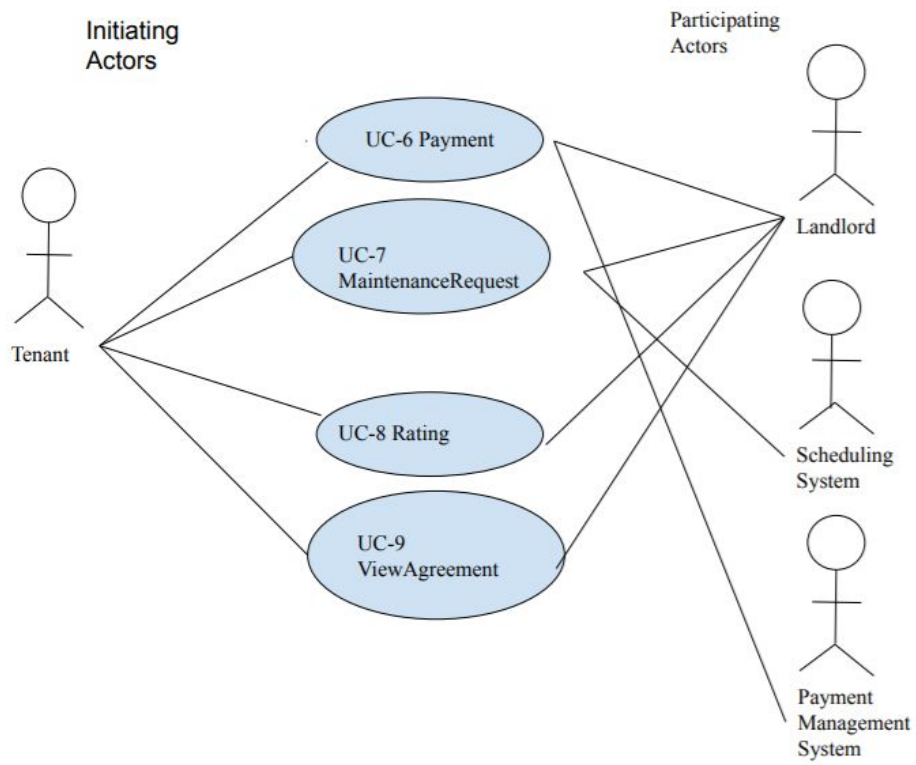 Initiating
Actors
Participating
Actors
UC-6 Payment
UC-7
MaintenanceRequest
UC-8 Rating
UC-9
ViewAgreement
Tenant
Landlord
Scheduling
System
Payment
Management
System